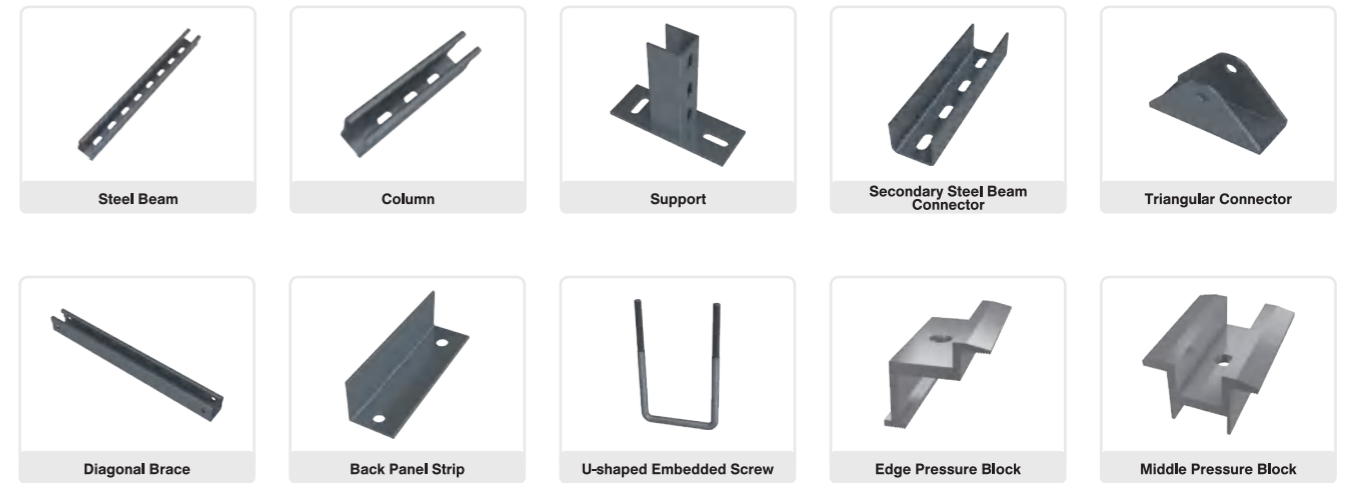 Steel Beam
Column
Support
Secondary Steel Beam
Connector
Triangular Connector
Diagonal Brace
Back Panel Strip
U-shaped Embedded Screw
Edge Pressure Block
Middle Pressure Block